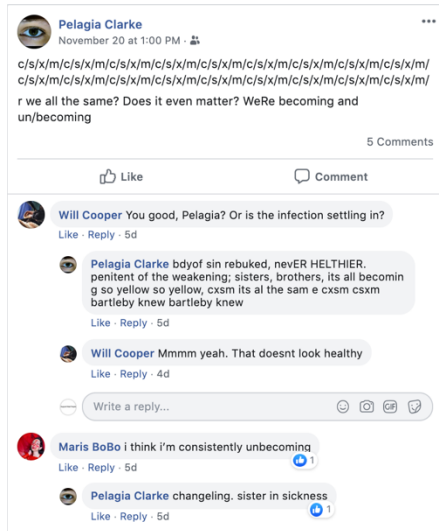 Pelagia Clarke
November 20 at 1:00 PM ·
c/s/x/m/c/s/x/m/c/s/x/m/c/s/x/m/c/s/x/m/c/s/x/m/c/s/x/m/c/s/x/m/
c/s/x/m/c/s/x/m/c/s/x/m/c/s/x/m/c/s/x/m/c/s/x/m/c/s/x/m/c/s/x/m/
r we all the same? Does it even matter? WeRe becoming and
un/becoming
5 Comments
Like
Comment
Will Cooper You good, Pelagia? Or is the infection settling in?
Like · Reply · 5d
Pelagia Clarke bdyof sin rebuked, nevER HELTHIER.
penitent of the weakening; sisters, brothers, its all becomin
g so yellow so yellow, cxsm its al the sam e cxsm csxm
bartleby knew bartleby knew
Like · Reply · 5d
Will Cooper Mmmm yeah. That doesnt look healthy
Like · Reply · 4d
Write a reply...
GIF
Maris BoBo i think i'm consistently unbecoming
1
Like · Reply · 5d
Pelagia Clarke changeling. sister in sickness
1
Like · Reply · 5d